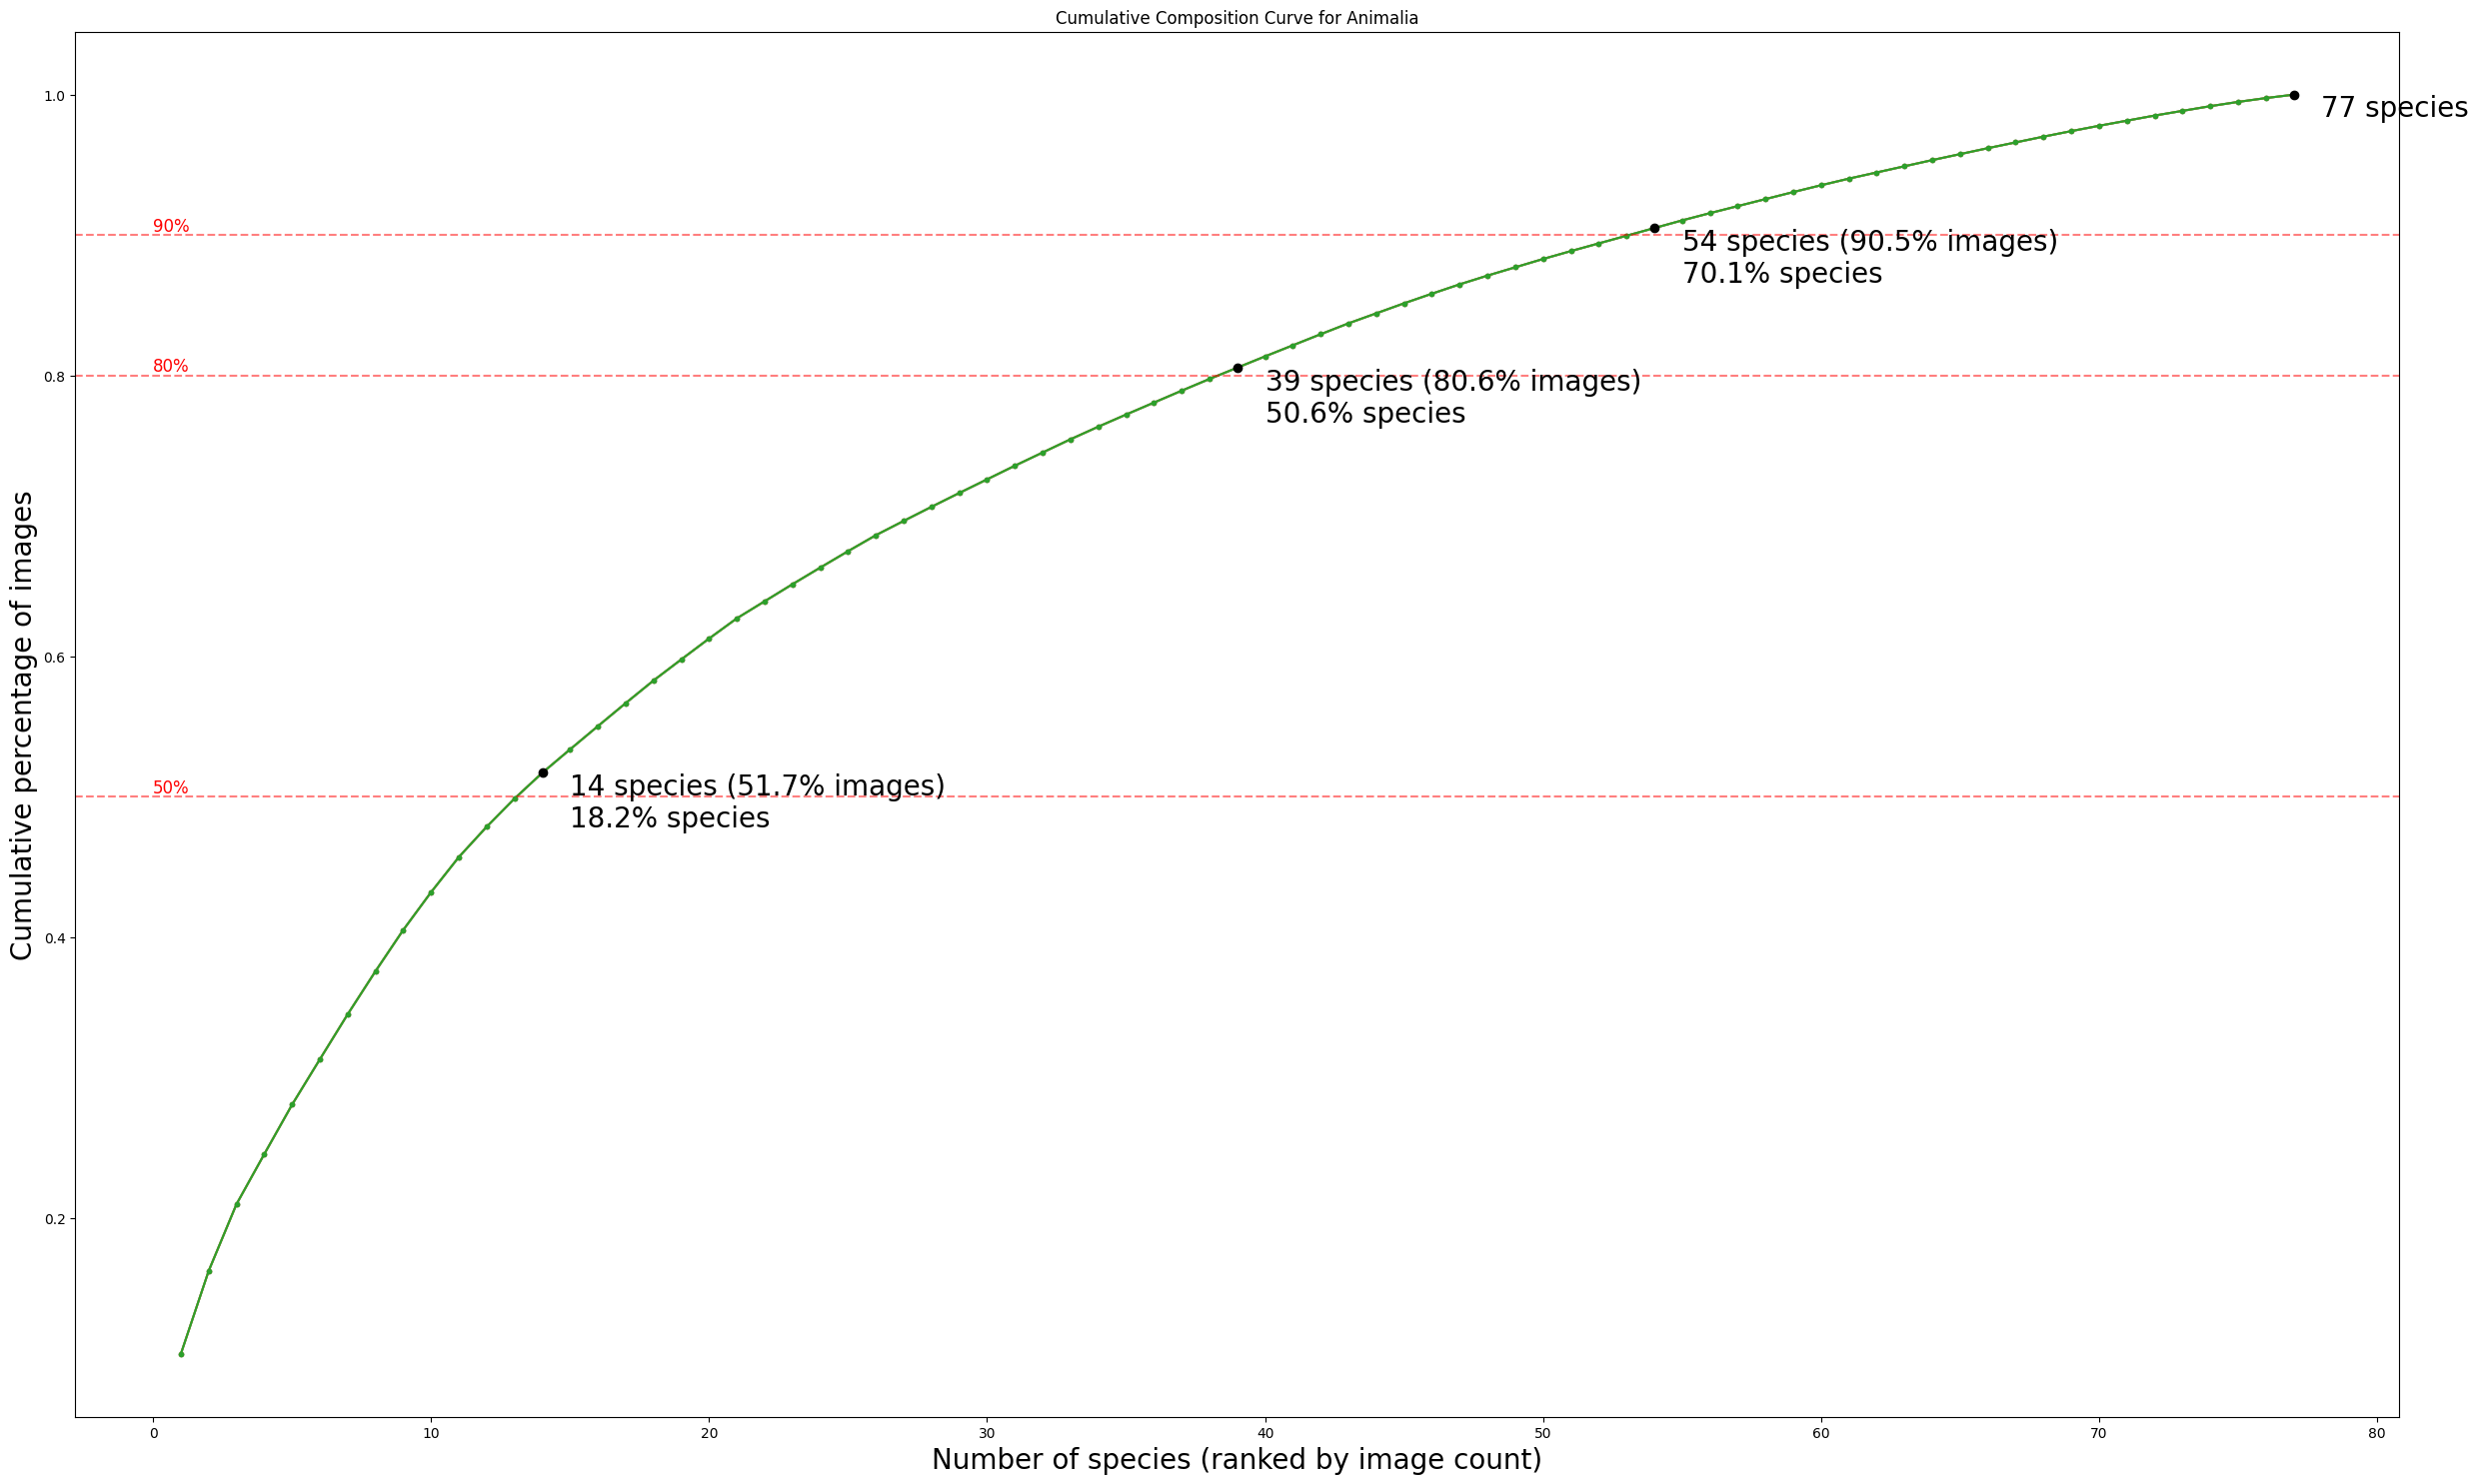 Cumulative Composition Curve for Animalia
1.0
77 species
90%
54 species (90.5% images)
70.1% species
80%
0.8
39 species (80.6% images)
50.6% species
Cumulative percentage of images
0.6
50%
14 species (51.7% images)
18.2% species
0.4
0.2
0 10 20 30 40 50 60 70 80
Number of species (ranked by image count)